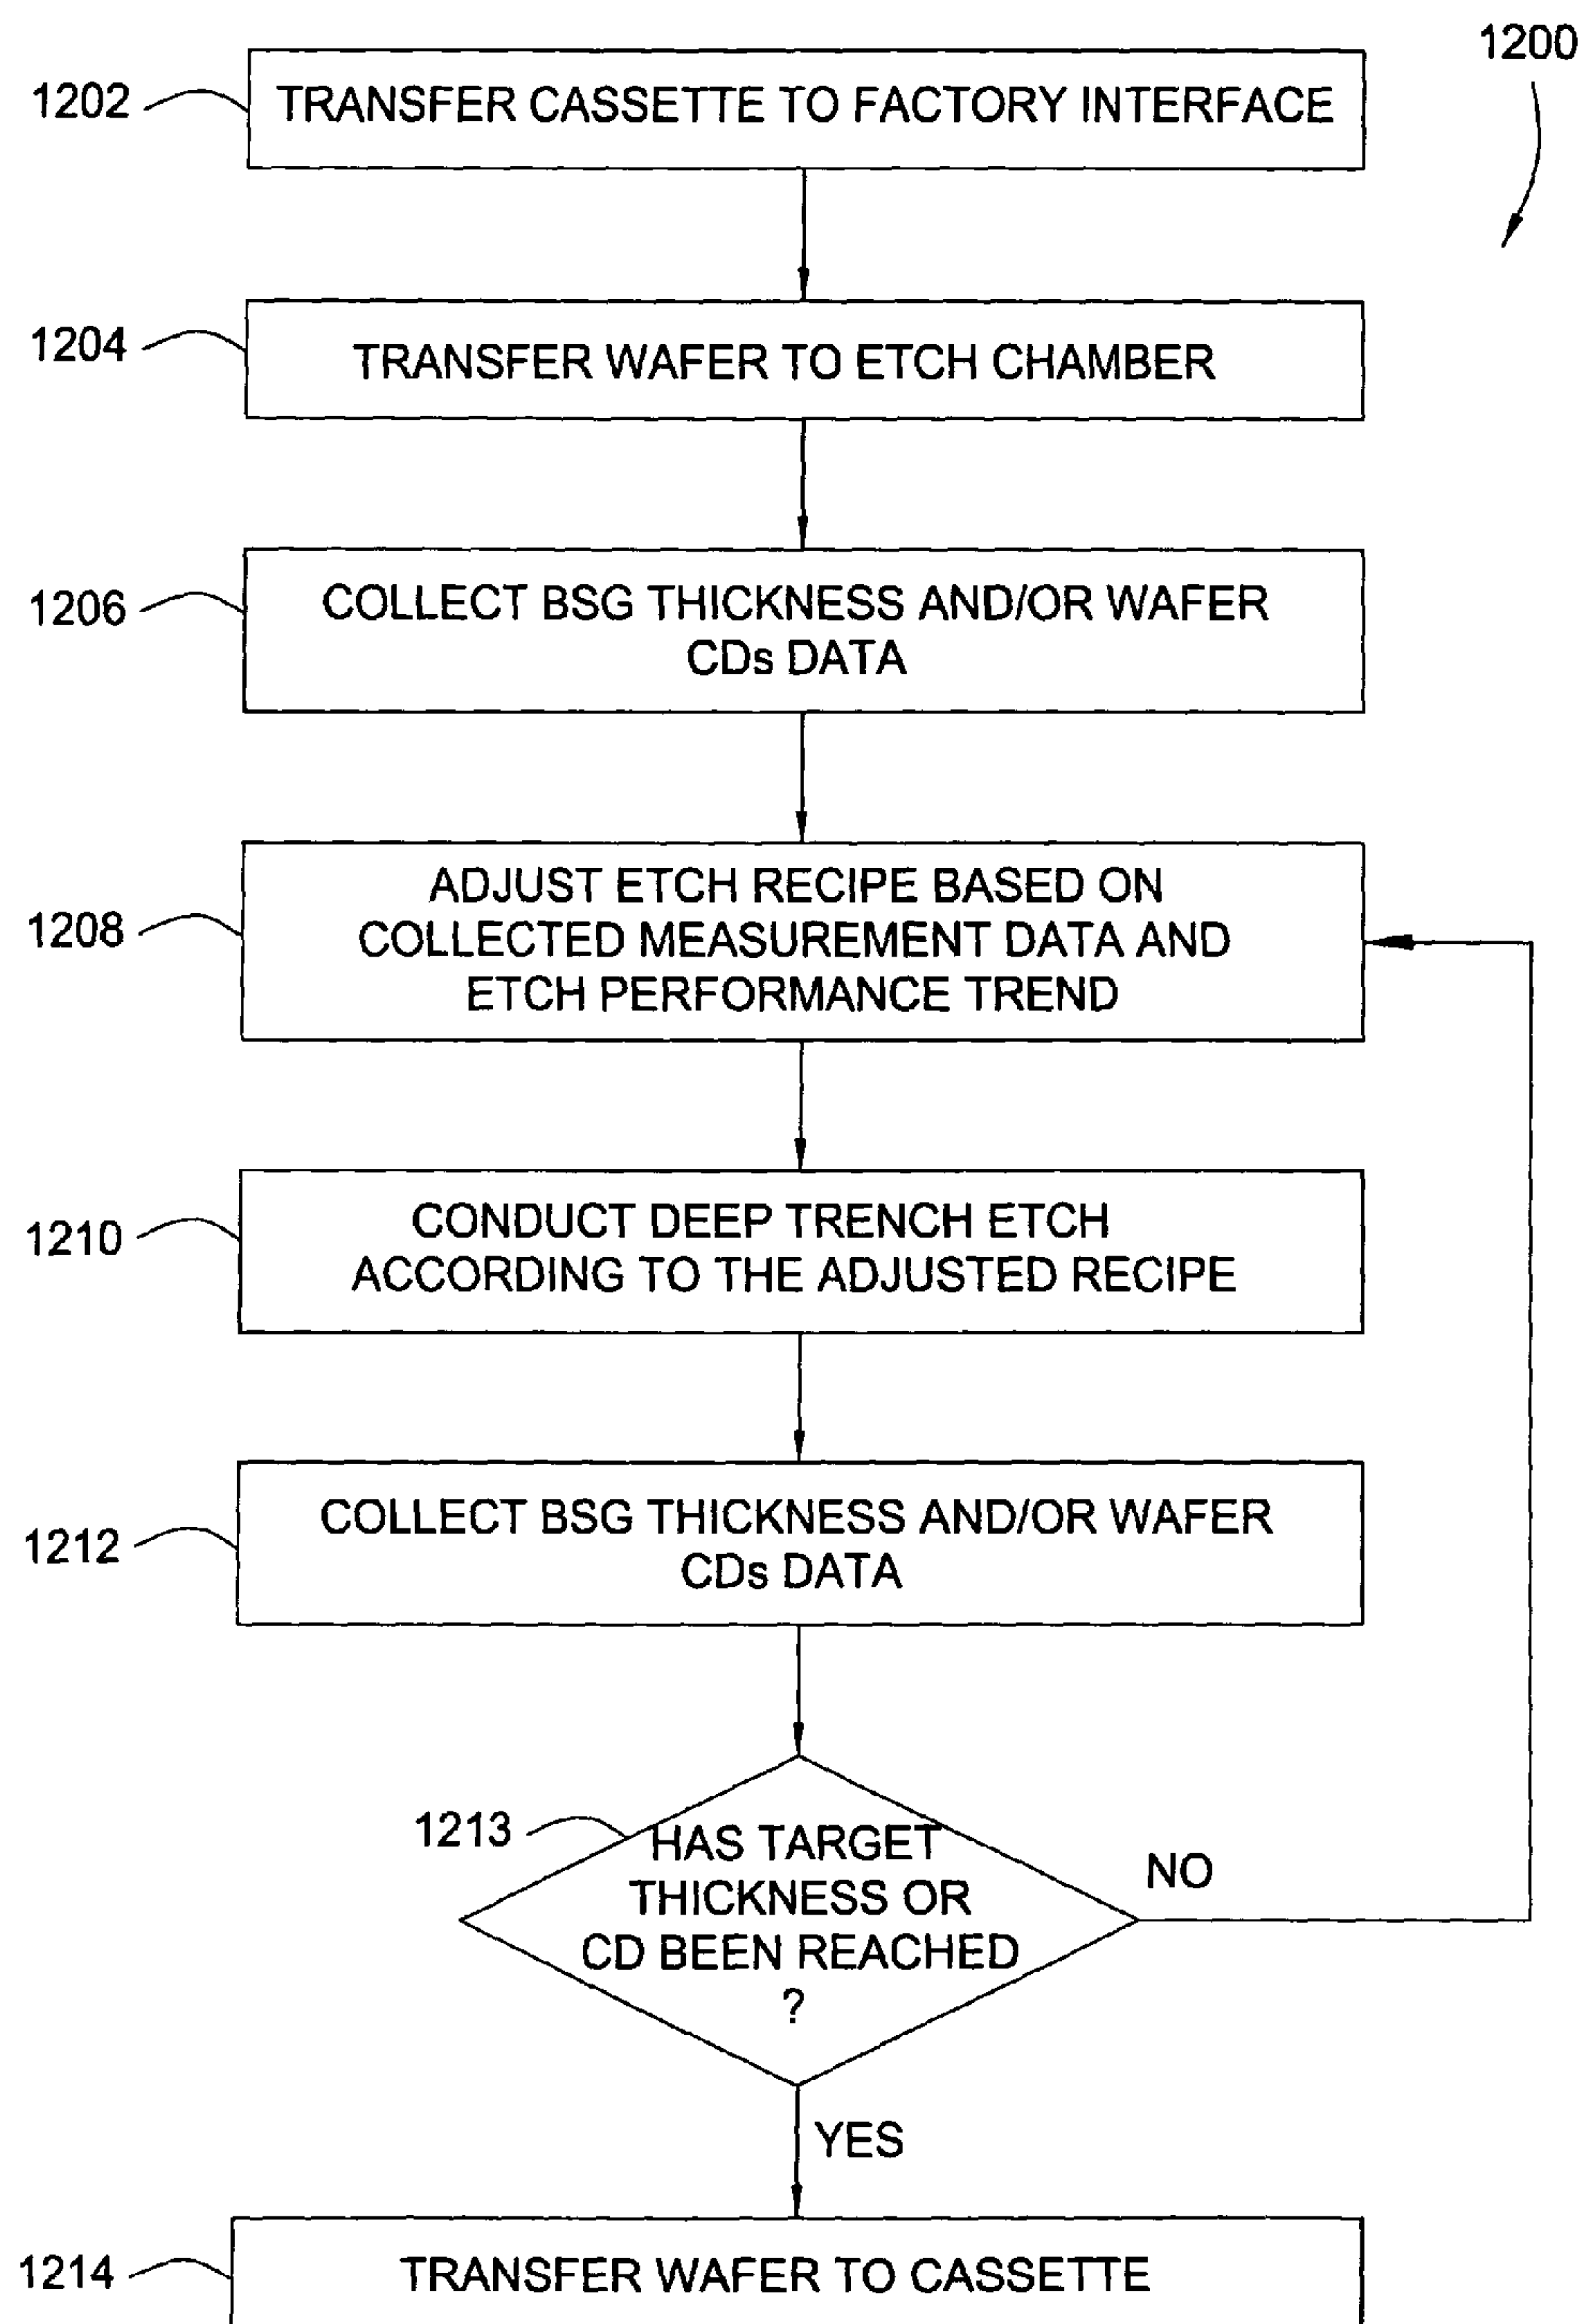 1200
1202
TRANSFER CASSETTE TO FACTORY INTERFACE
1204
TRANSFER WAFER TO ETCH CHAMBER
1206
COLLECT BSG THICKNESS AND/OR WAFER
CDs DATA
1208
ADJUST ETCH RECIPE BASED ON
COLLECTED MEASUREMENT DATA AND
ETCH PERFORMANCE TREND
1210
CONDUCT DEEP TRENCH ETCH
ACCORDING TO THE ADJUSTED RECIPE
1212
COLLECT BSG THICKNESS AND/OR WAFER
CDs DATA
1213
HAS TARGET
THICKNESS OR
CD BEEN REACHED
?
NO
YES
1214
TRANSFER WAFER TO CASSETTE